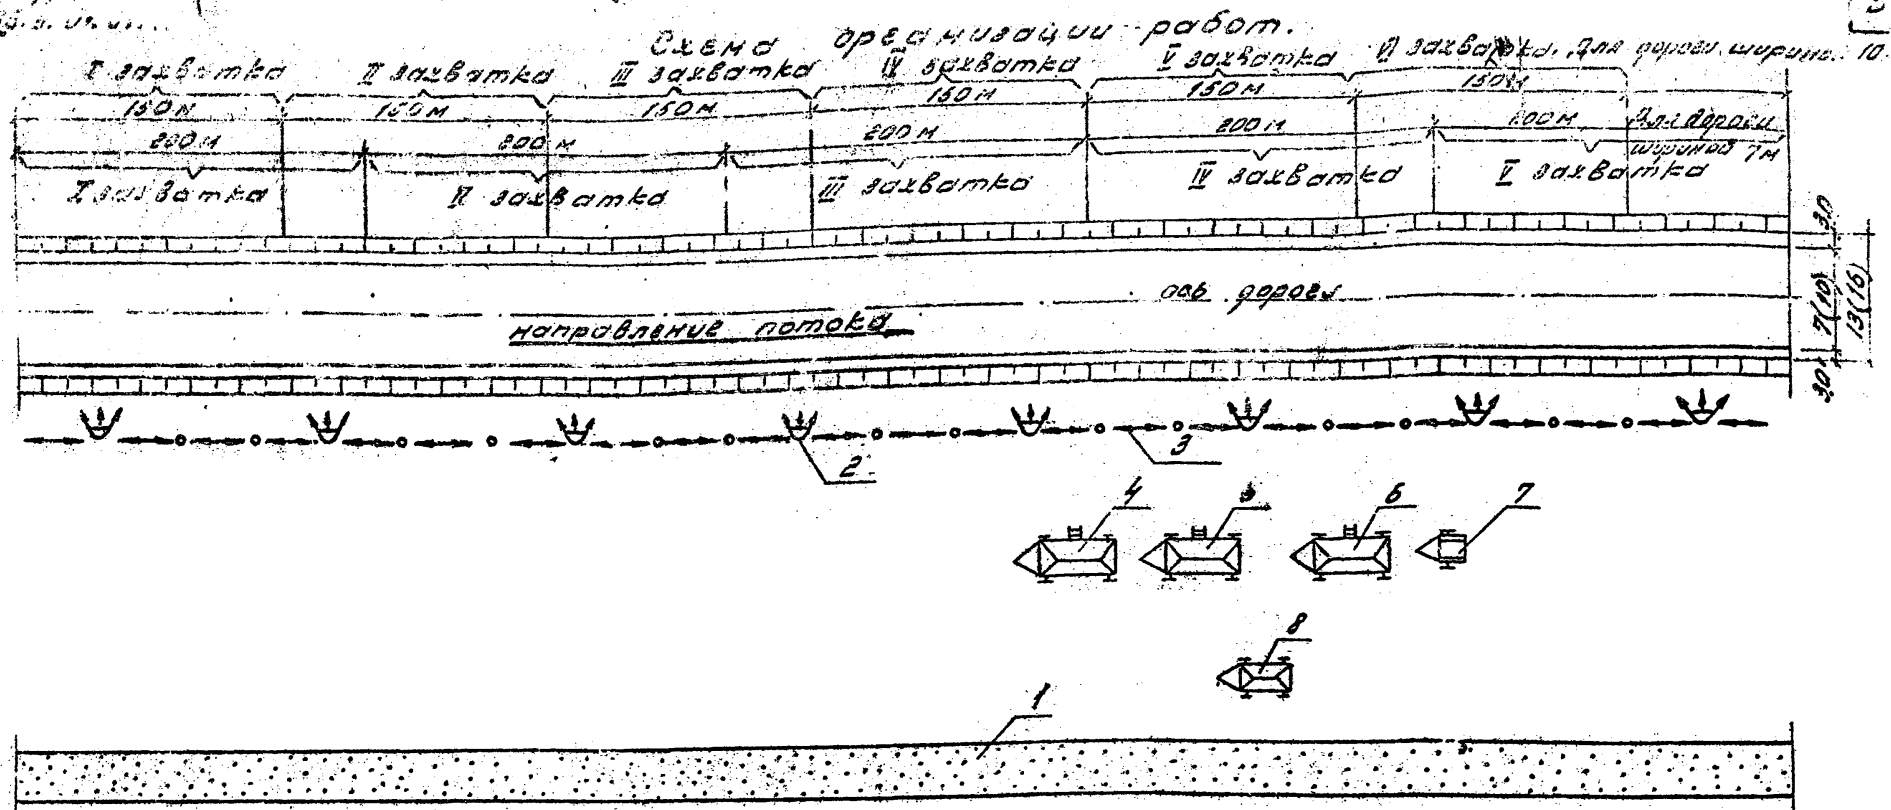 Схема организации работ.
I захватка II захватка III захватка IV захватка V захватка VI захватка. Для дороги шириной 10
150 м 150 м 150 м 150 м 150 м 150 м
200 м 200 м 200 м 200 м 200 м Для дороги
шириной 7 м
I захватка II захватка III захватка IV захватка V захватка
3.0
ось дороги
7(10)
13(16)
направление потока
3.0
2
3
4 5 6 7
8
1